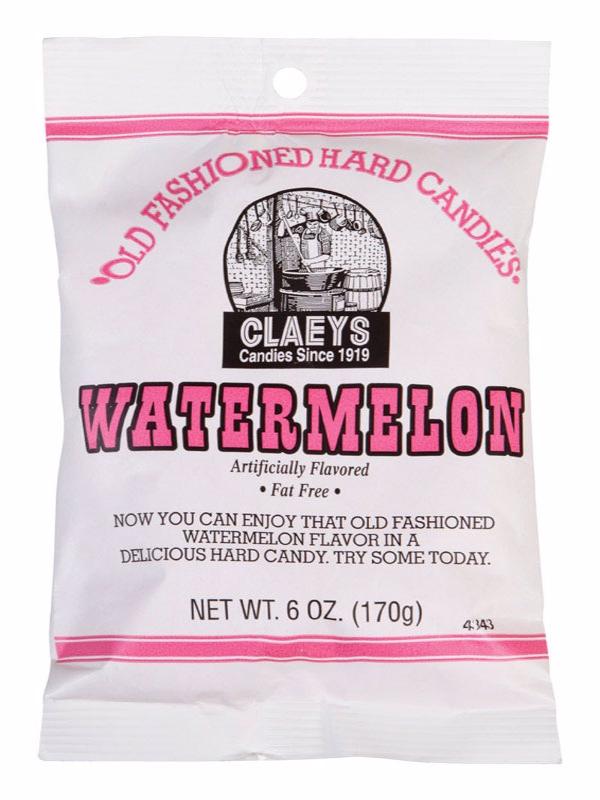 "OLD FASHIONED HARD CANDIES"
CLAEYS
Candies Since 1919
WATERMELON
Artificially Flavored
• Fat Free •
NOW YOU CAN ENJOY THAT OLD FASHIONED
WATERMELON FLAVOR IN A
DELICIOUS HARD CANDY. TRY SOME TODAY.
NET WT. 6 OZ. (170g)